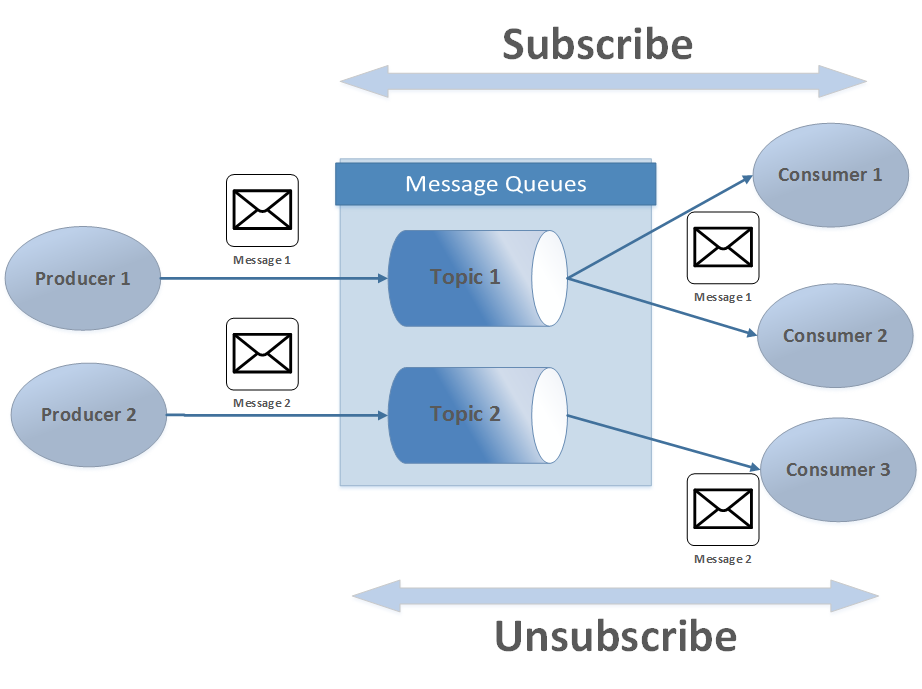 Subscribe
Message Queues
Consumer 1
Message 1
Producer 1
Topic 1
Message 1
Consumer 2
Message 2
Producer 2
Topic 2
Consumer 3
Message 2
Unsubscribe